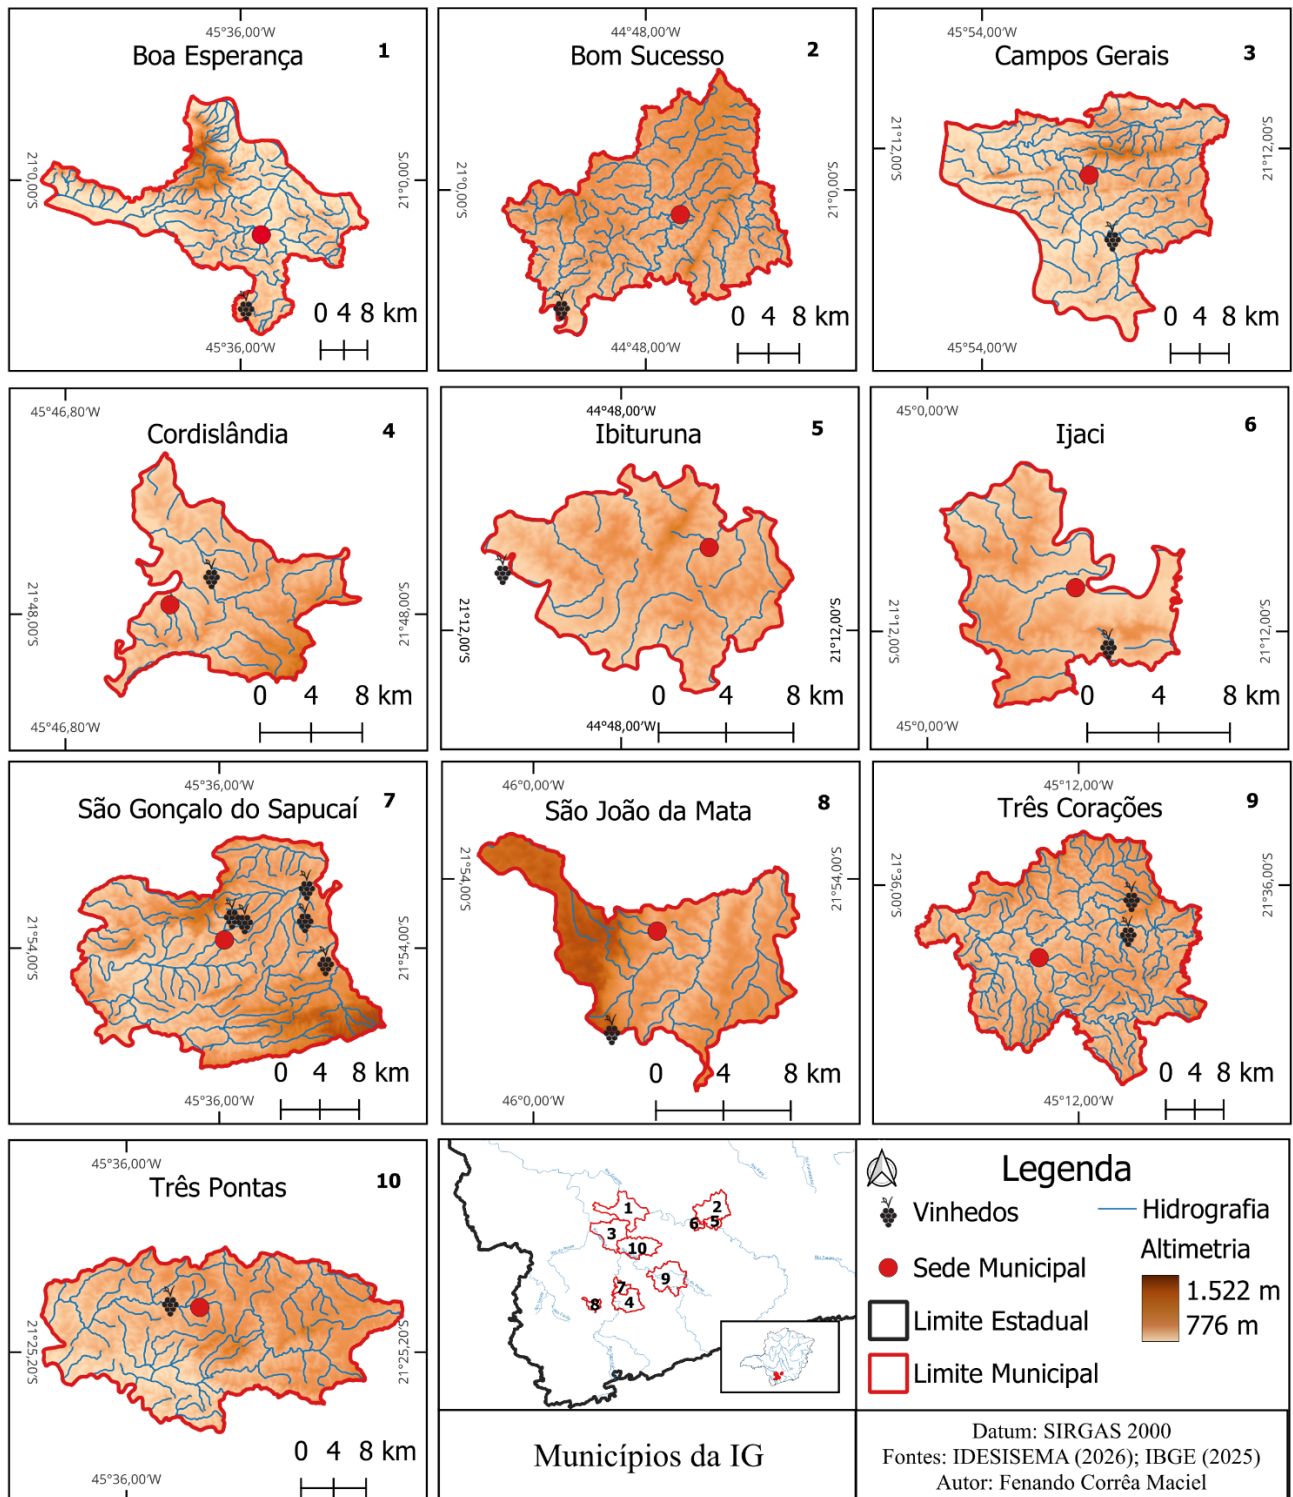 45°36,00'W
Boa Esperança
1
21°0,00'S
21°0,00'S
0 4 8 km
45°36,00'W
44°48,00'W
Bom Sucesso
2
21°0,00'S
21°0,00'S
0 4 8 km
44°48,00'W
45°54,00'W
Campos Gerais
3
21°12,00'S
21°12,00'S
0 4 8 km
45°54,00'W
45°46,80'W
Cordislândia
4
21°48,00'S
21°48,00'S
0 4 8 km
45°46,80'W
44°48,00'W
Ibituruna
5
21°12,00'S
21°12,00'S
0 4 8 km
44°48,00'W
45°0,00'W
Ijaci
6
21°12,00'S
21°12,00'S
0 4 8 km
45°0,00'W
45°36,00'W
São Gonçalo do Sapucaí
7
21°54,00'S
21°54,00'S
0 4 8 km
45°36,00'W
46°0,00'W
São João da Mata
8
21°54,00'S
21°54,00'S
0 4 8 km
46°0,00'W
45°12,00'W
Três Corações
9
21°36,00'S
21°36,00'S
0 4 8 km
45°12,00'W
45°36,00'W
Três Pontas
10
21°25,20'S
21°25,20'S
0 4 8 km
45°36,00'W
1
2
3
6
5
10
9
7
8
4
Municípios da IG
Legenda
Vinhedos
Hidrografia
Sede Municipal
Altimetria
1.522 m
776 m
Limite Estadual
Limite Municipal
Datum: SIRGAS 2000
Fontes: IDESISEMA (2026); IBGE (2025)
Autor: Fenando Corrêa Maciel